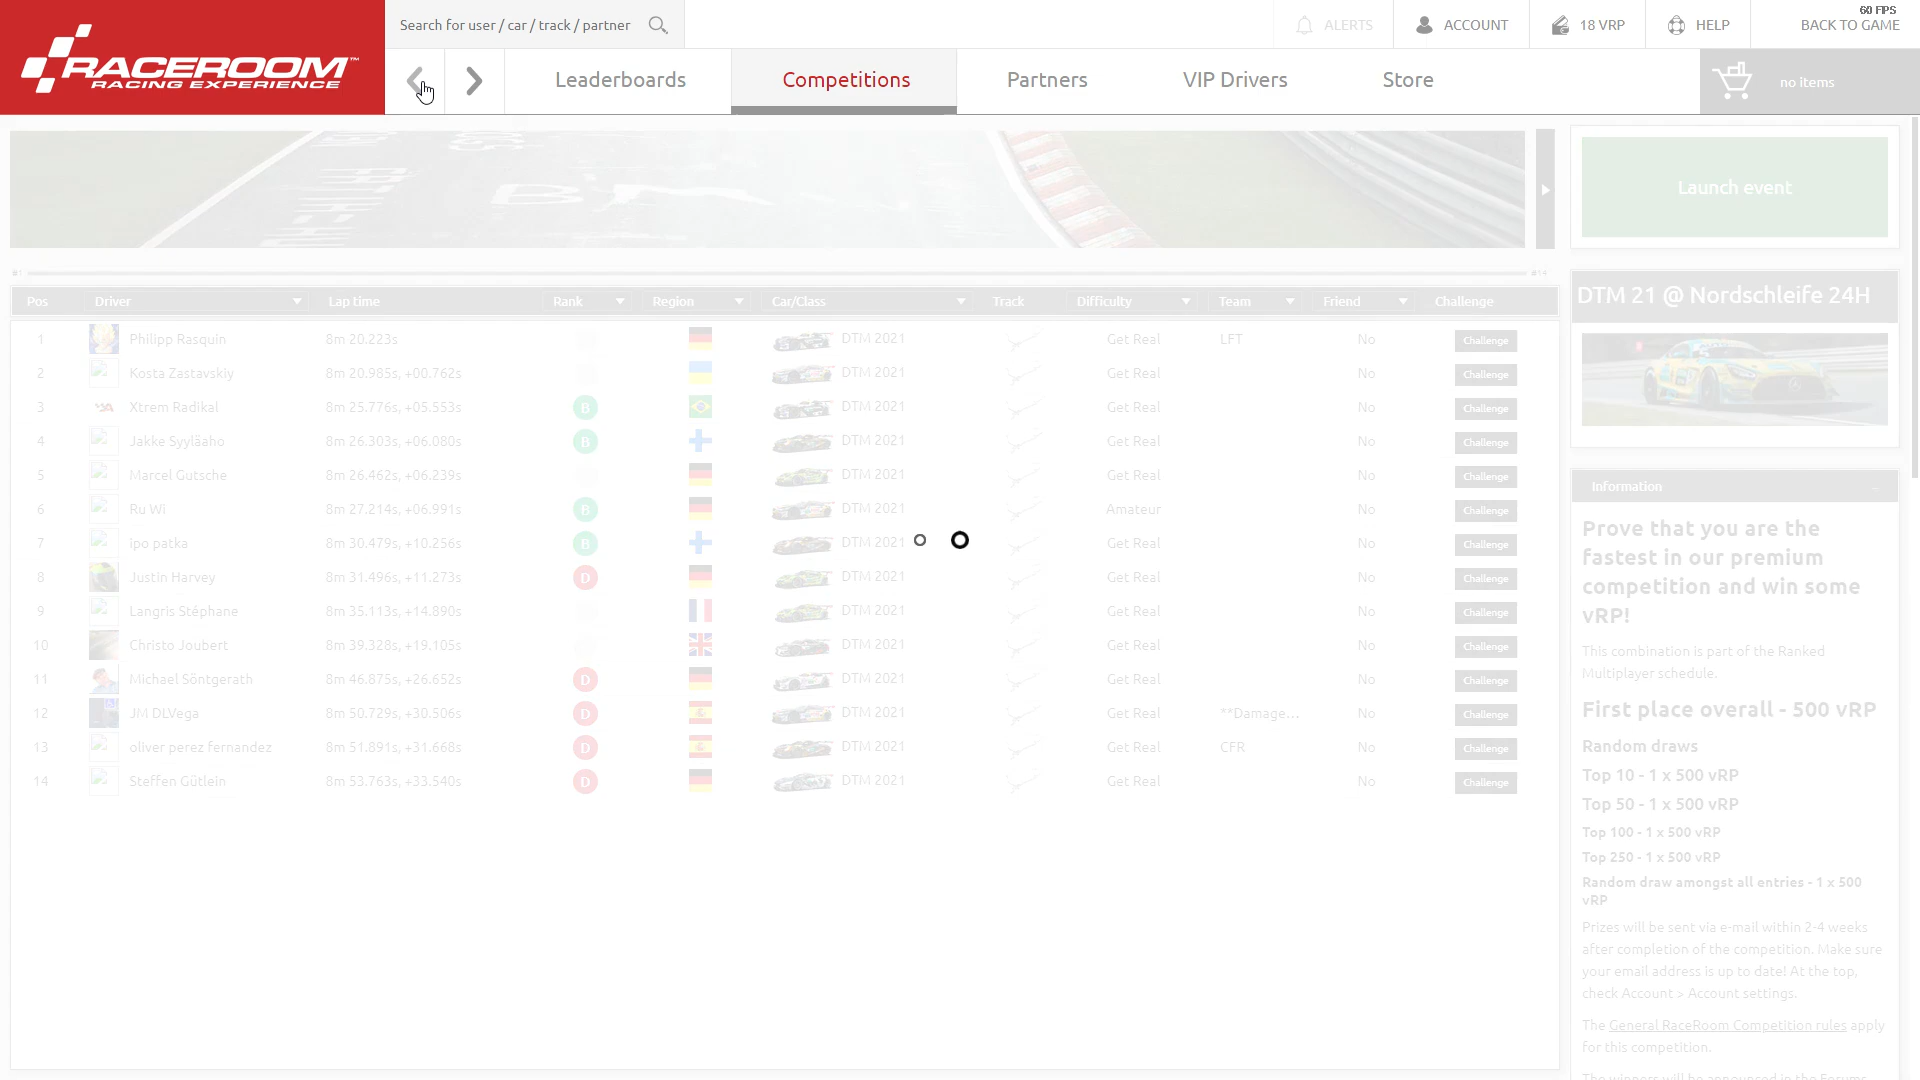 60 FPS
RACEROOM™
RACING EXPERIENCE
Search for user / car / track / partner
ALERTS
ACCOUNT
18 VRP
HELP
BACK TO GAME
Leaderboards
Competitions
Partners
VIP Drivers
Store
no items
Launch event
#1
#14
Pos Driver Lap time Rank Region Car/Class Track Difficulty Team Friend Challenge
1 Philipp Rasquin 8m 20.223s DTM 2021 Get Real LFT No Challenge
2 Kosta Zastavskiy 8m 20.985s, +00.762s DTM 2021 Get Real No Challenge
3 Xtrem Radikal 8m 25.776s, +05.553s B DTM 2021 Get Real No Challenge
4 Jakke Syyläaho 8m 26.303s, +06.080s B DTM 2021 Get Real No Challenge
5 Marcel Gutsche 8m 26.462s, +06.239s DTM 2021 Get Real No Challenge
6 Ru Wi 8m 27.214s, +06.991s B DTM 2021 Amateur No Challenge
7 ipo patka 8m 30.479s, +10.256s B DTM 2021 Get Real No Challenge
8 Justin Harvey 8m 31.496s, +11.273s D DTM 2021 Get Real No Challenge
9 Langris Stéphane 8m 35.113s, +14.890s DTM 2021 Get Real No Challenge
10 Christo Joubert 8m 39.328s, +19.105s DTM 2021 Get Real No Challenge
11 Michael Söntgerath 8m 46.875s, +26.652s D DTM 2021 Get Real No Challenge
12 JM DLVega 8m 50.729s, +30.506s D DTM 2021 Get Real **Damage... No Challenge
13 oliver perez fernandez 8m 51.891s, +31.668s D DTM 2021 Get Real CFR No Challenge
14 Steffen Gütlein 8m 53.763s, +33.540s D DTM 2021 Get Real No Challenge
DTM 21 @ Nordschleife 24H
Information
Prove that you are the
fastest in our premium
competition and win some
vRP!
This combination is part of the Ranked
Multiplayer schedule.
First place overall - 500 vRP
Random draws
Top 10 - 1 x 500 vRP
Top 50 - 1 x 500 vRP
Top 100 - 1 x 500 vRP
Top 250 - 1 x 500 vRP
Random draw amongst all entries - 1 x 500
vRP
Prizes will be sent via e-mail within 2-4 weeks
after completion of the competition. Make sure
your email address is up to date! At the top,
check Account > Account settings.
The General RaceRoom Competition rules apply
for this competition.
The winners will be announced in the Forums